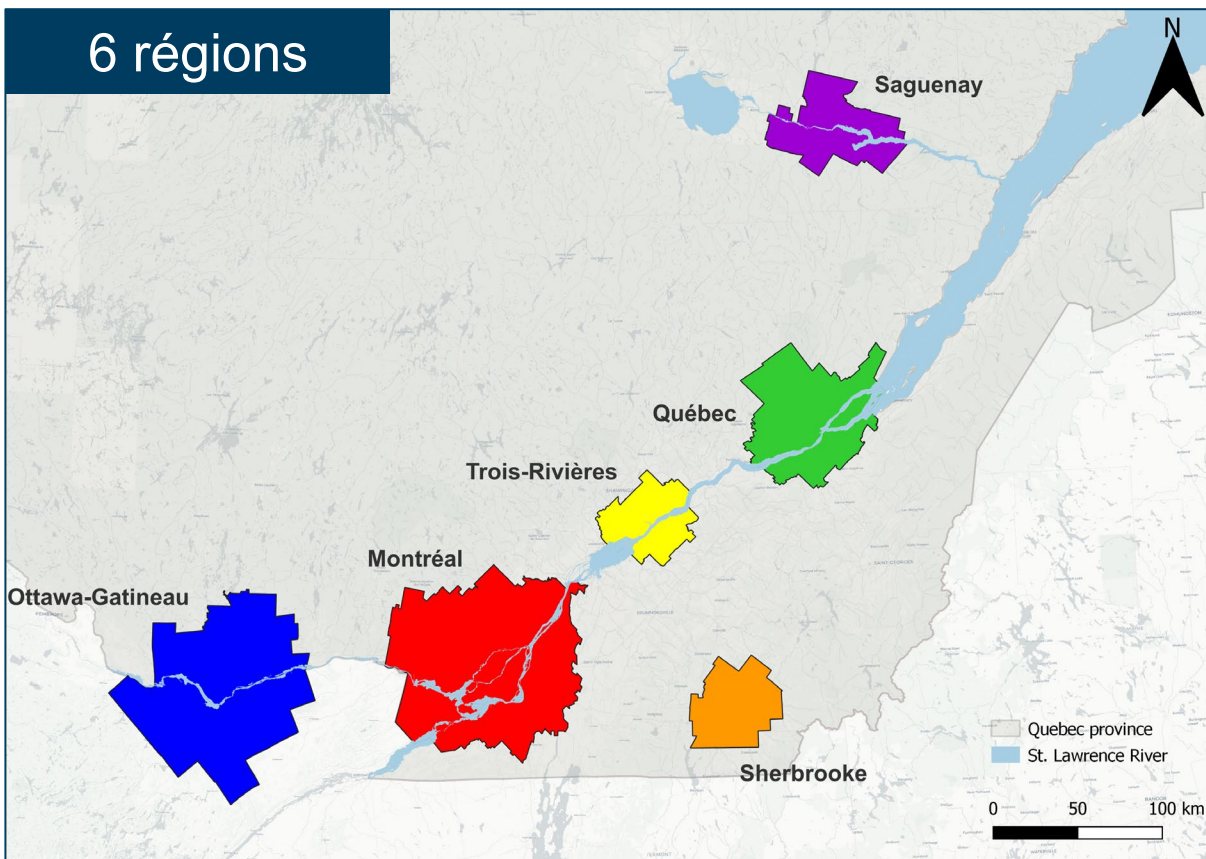 6 régions
N
Saguenay
Québec
Trois-Rivières
Montréal
Ottawa-Gatineau
Sherbrooke
Quebec province
St. Lawrence River
0 50 100 km